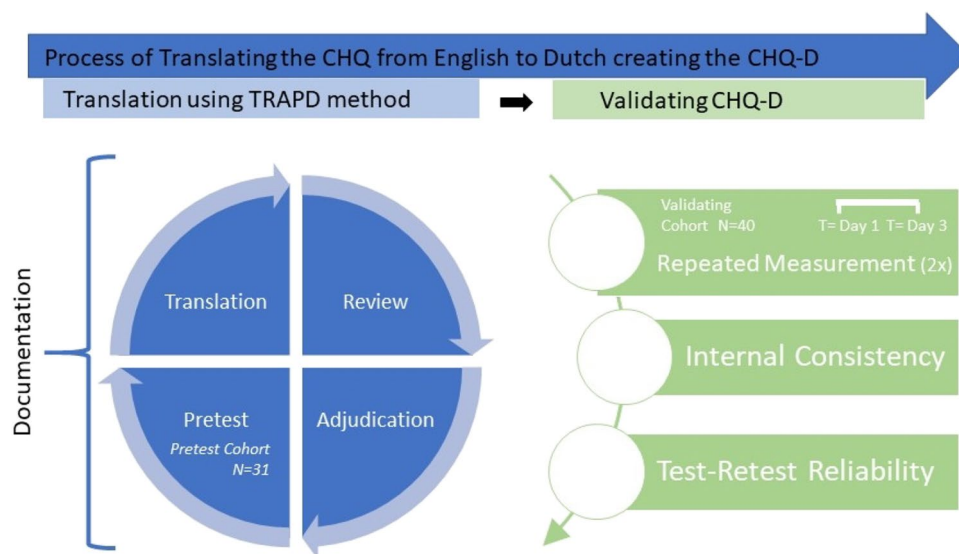 Process of Translating the CHQ from English to Dutch creating the CHQ-D
Translation using TRAPD method
Validating CHQ-D
Documentation
Translation
Review
Pretest
Pretest Cohort
N=31
Adjudication
Validating
Cohort N=40
T= Day 1 T= Day 3
Repeated Measurement (2x)
Internal Consistency
Test-Retest Reliability